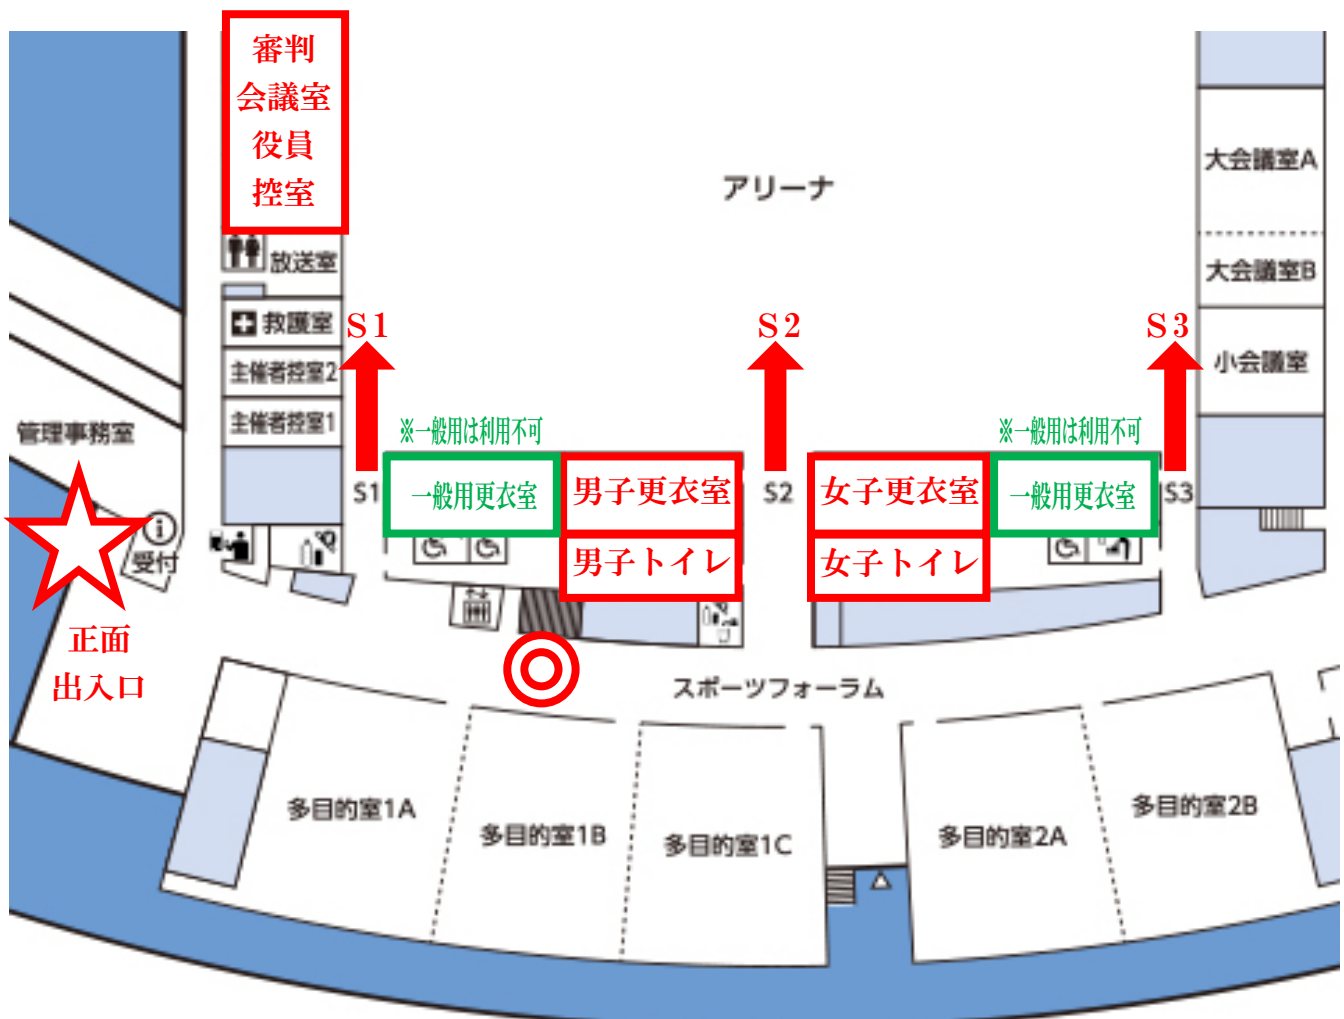 審判
会議室
役員
控室
アリーナ
大会議室A
放送室
大会議室B
救護室
S1
S2
S3
主催者控室2
小会議室
主催者控室1
管理事務室
※一般用は利用不可
※一般用は利用不可
S1
一般用更衣室
男子更衣室
S2
女子更衣室
一般用更衣室
S3
i
受付
男子トイレ
女子トイレ
正面
出入口
スポーツフォーラム
多目的室1A
多目的室1B
多目的室1C
多目的室2A
多目的室2B